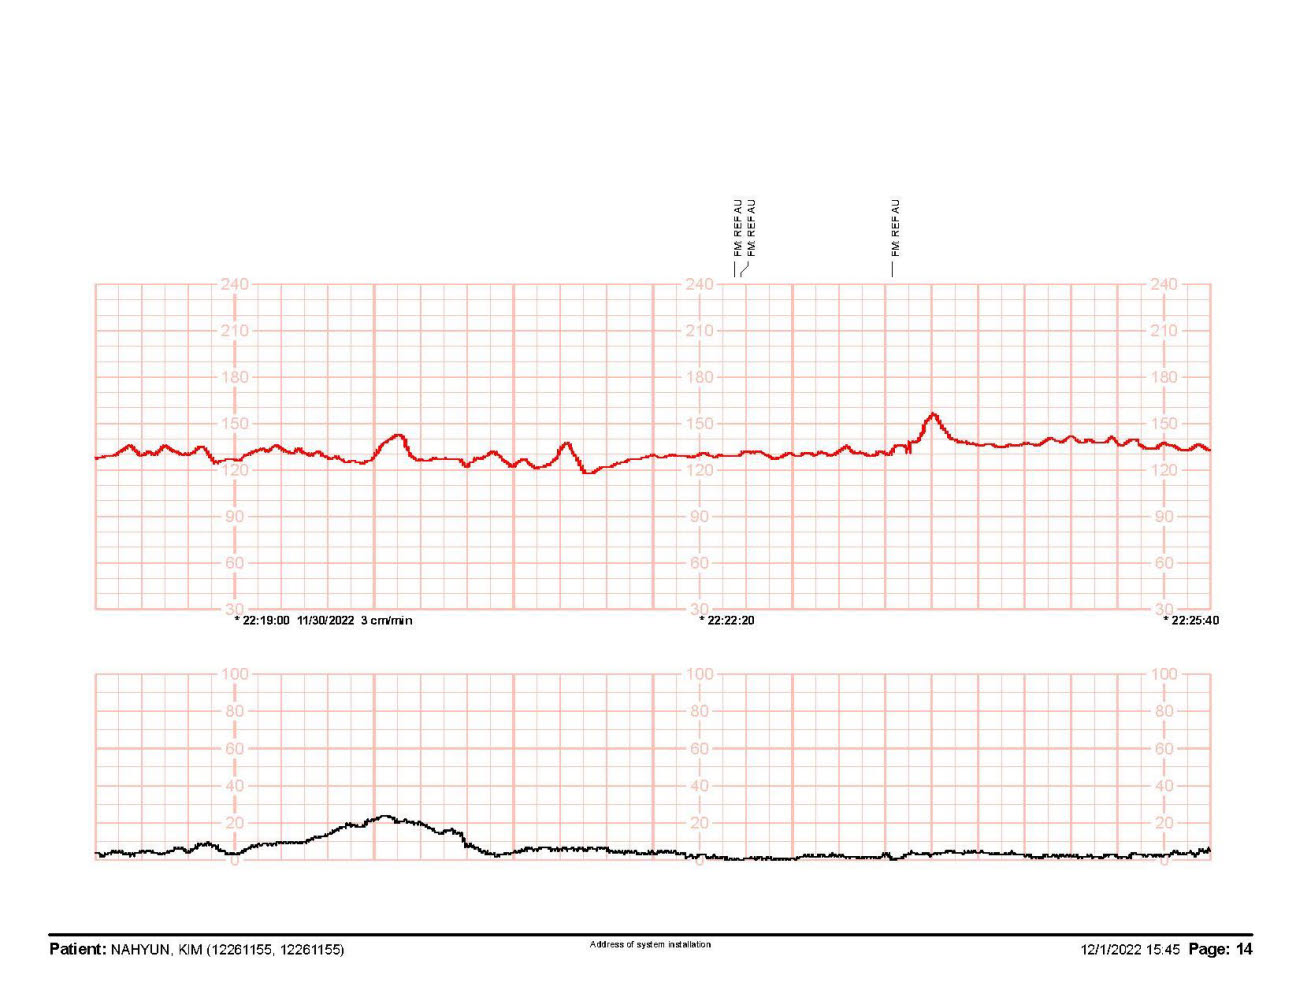 FM: REF AU
FM: REF AU
FM: REF AU
240 240 240
210 210 210
180 180 180
150 150 150
120 120 120
90 90 90
60 60 60
30 30 30
* 22:19:00 11/30/2022 3 cm/min * 22:22:20 * 22:25:40
100 100 100
80 80 80
60 60 60
40 40 40
20 20 20
0 0 0
Patient: NAHYUN, KIM (12261155, 12261155) Address of system installation 12/1/2022 15:45 Page: 14